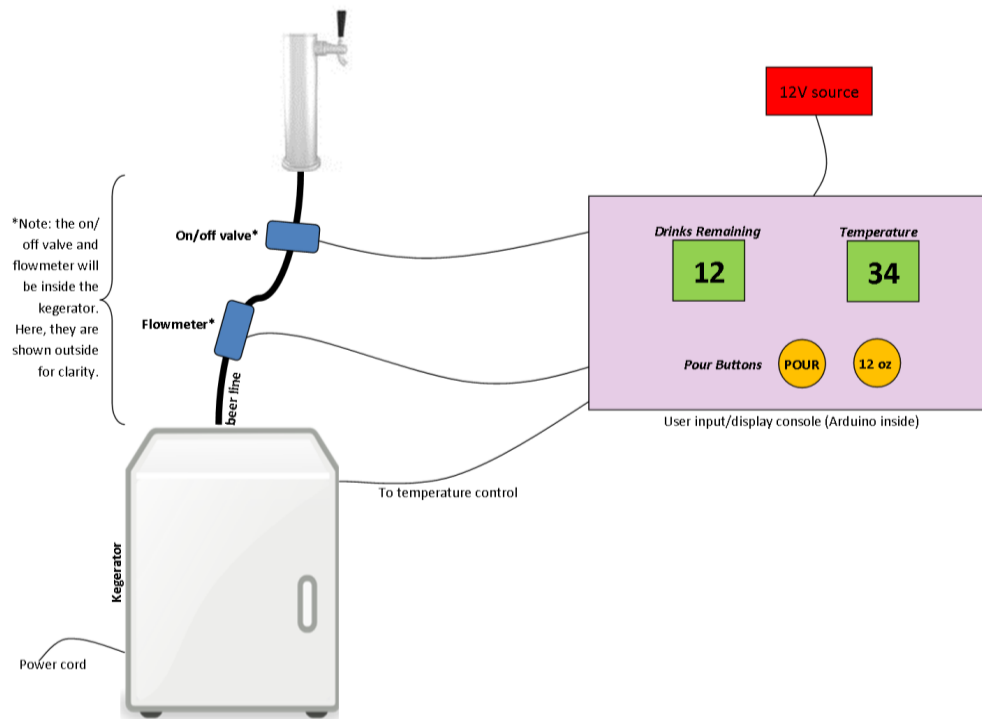 12V source
*Note: the on/
off valve and
flowmeter will
be inside the
kegerator.
Here, they are
shown outside
for clarity.
On/off valve*
Flowmeter*
beer line
Drinks Remaining
Temperature
12
34
Pour Buttons
POUR
12 oz
User input/display console (Arduino inside)
To temperature control
Kegerator
Power cord